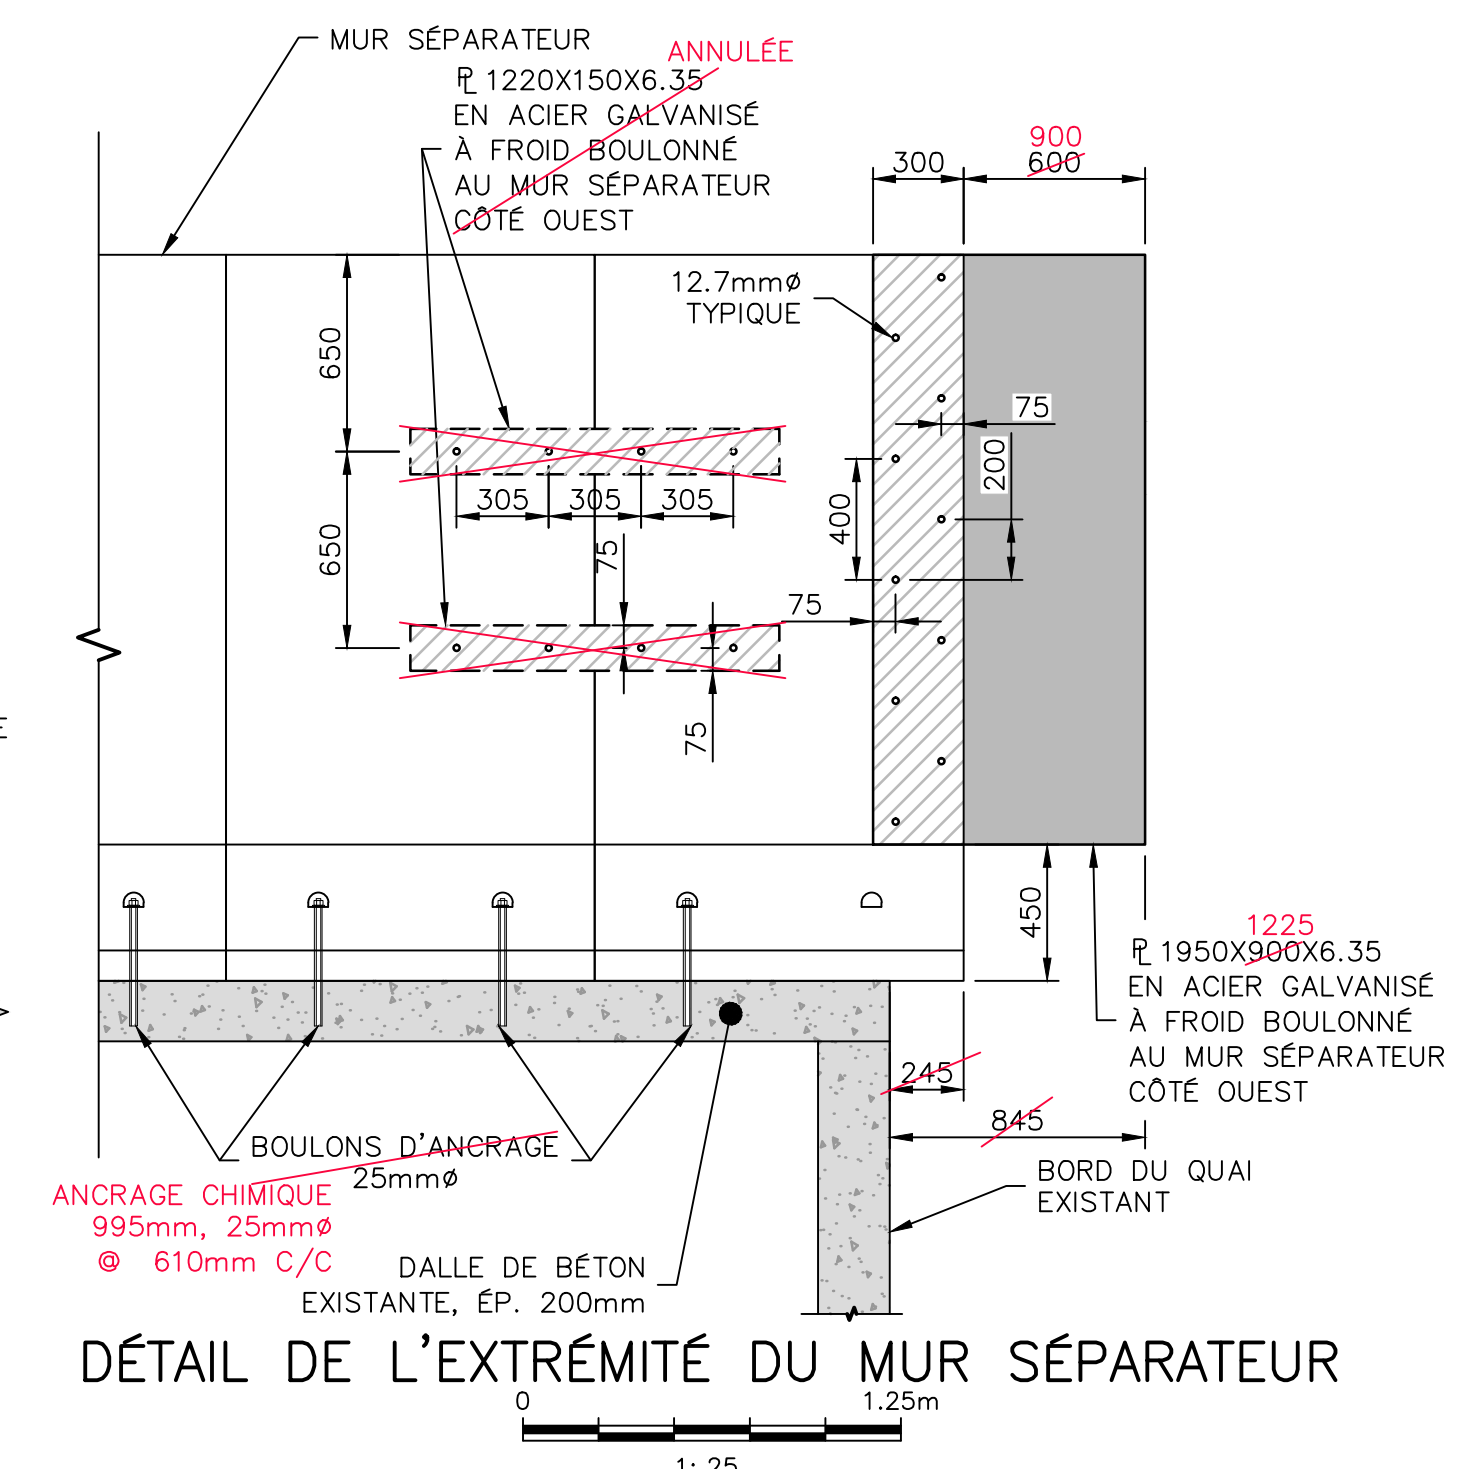 MUR SÉPARATEUR
ANNULÉE
℄ 1220X150X6.35
EN ACIER GALVANISÉ
À FROID BOULONNÉ
AU MUR SÉPARATEUR
CÔTÉ OUEST
900
300
600
12.7mmø
TYPIQUE
650
75
200
400
305
305
305
650
75
75
75
450
1225
℄ 1950X900X6.35
EN ACIER GALVANISÉ
À FROID BOULONNÉ
AU MUR SÉPARATEUR
CÔTÉ OUEST
245
845
BOULONS D'ANCRAGE
25mmø
ANCRAGE CHIMIQUE
995mm, 25mmø
@ 610mm C/C
BORD DU QUAI
EXISTANT
DALLE DE BÉTON
EXISTANTE, ÉP. 200mm
DÉTAIL DE L'EXTRÉMITÉ DU MUR SÉPARATEUR
0
1.25m
1:25